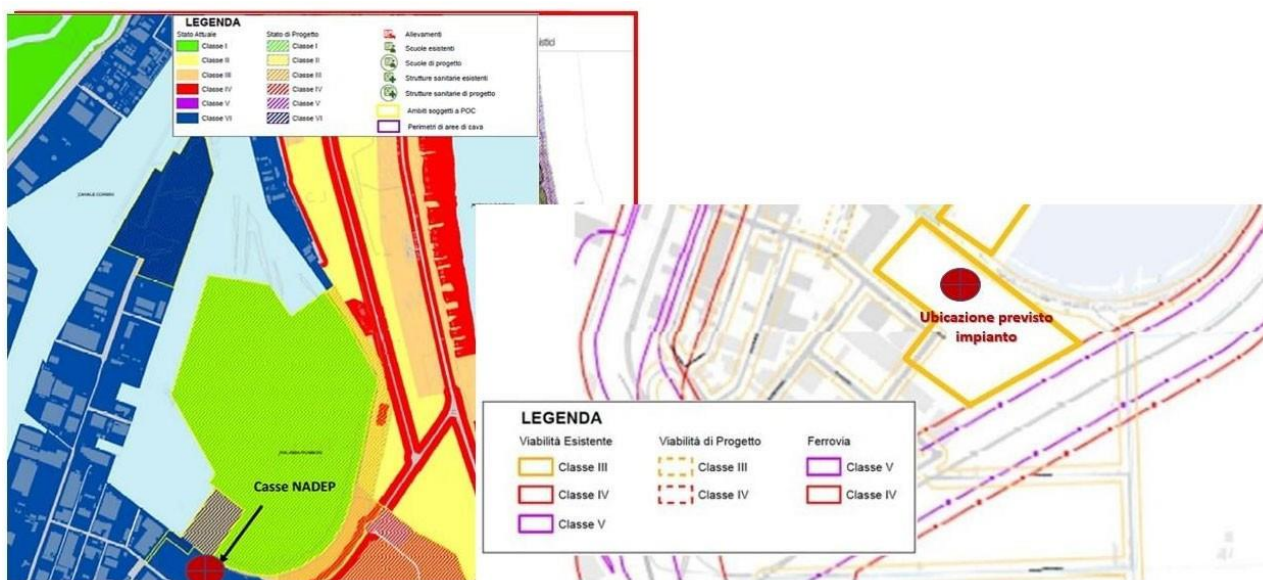 LEGENDA
Stato Attuale
Classe I
Classe II
Classe III
Classe IV
Classe V
Classe VI
Stato di Progetto
Classe I
Classe II
Classe III
Classe IV
Classe V
Classe VI
Allevamenti
Scuole esistenti
Scuole di progetto
Strutture sanitarie esistenti
Strutture sanitarie di progetto
Ambiti soggetti a POC
Perimetri di aree di cava
istici
Casse NADEP
Ubicazione previsto
impianto
LEGENDA
Viabilità Esistente
Classe III
Classe IV
Classe V
Viabilità di Progetto
Classe III
Classe IV
Ferrovia
Classe V
Classe IV